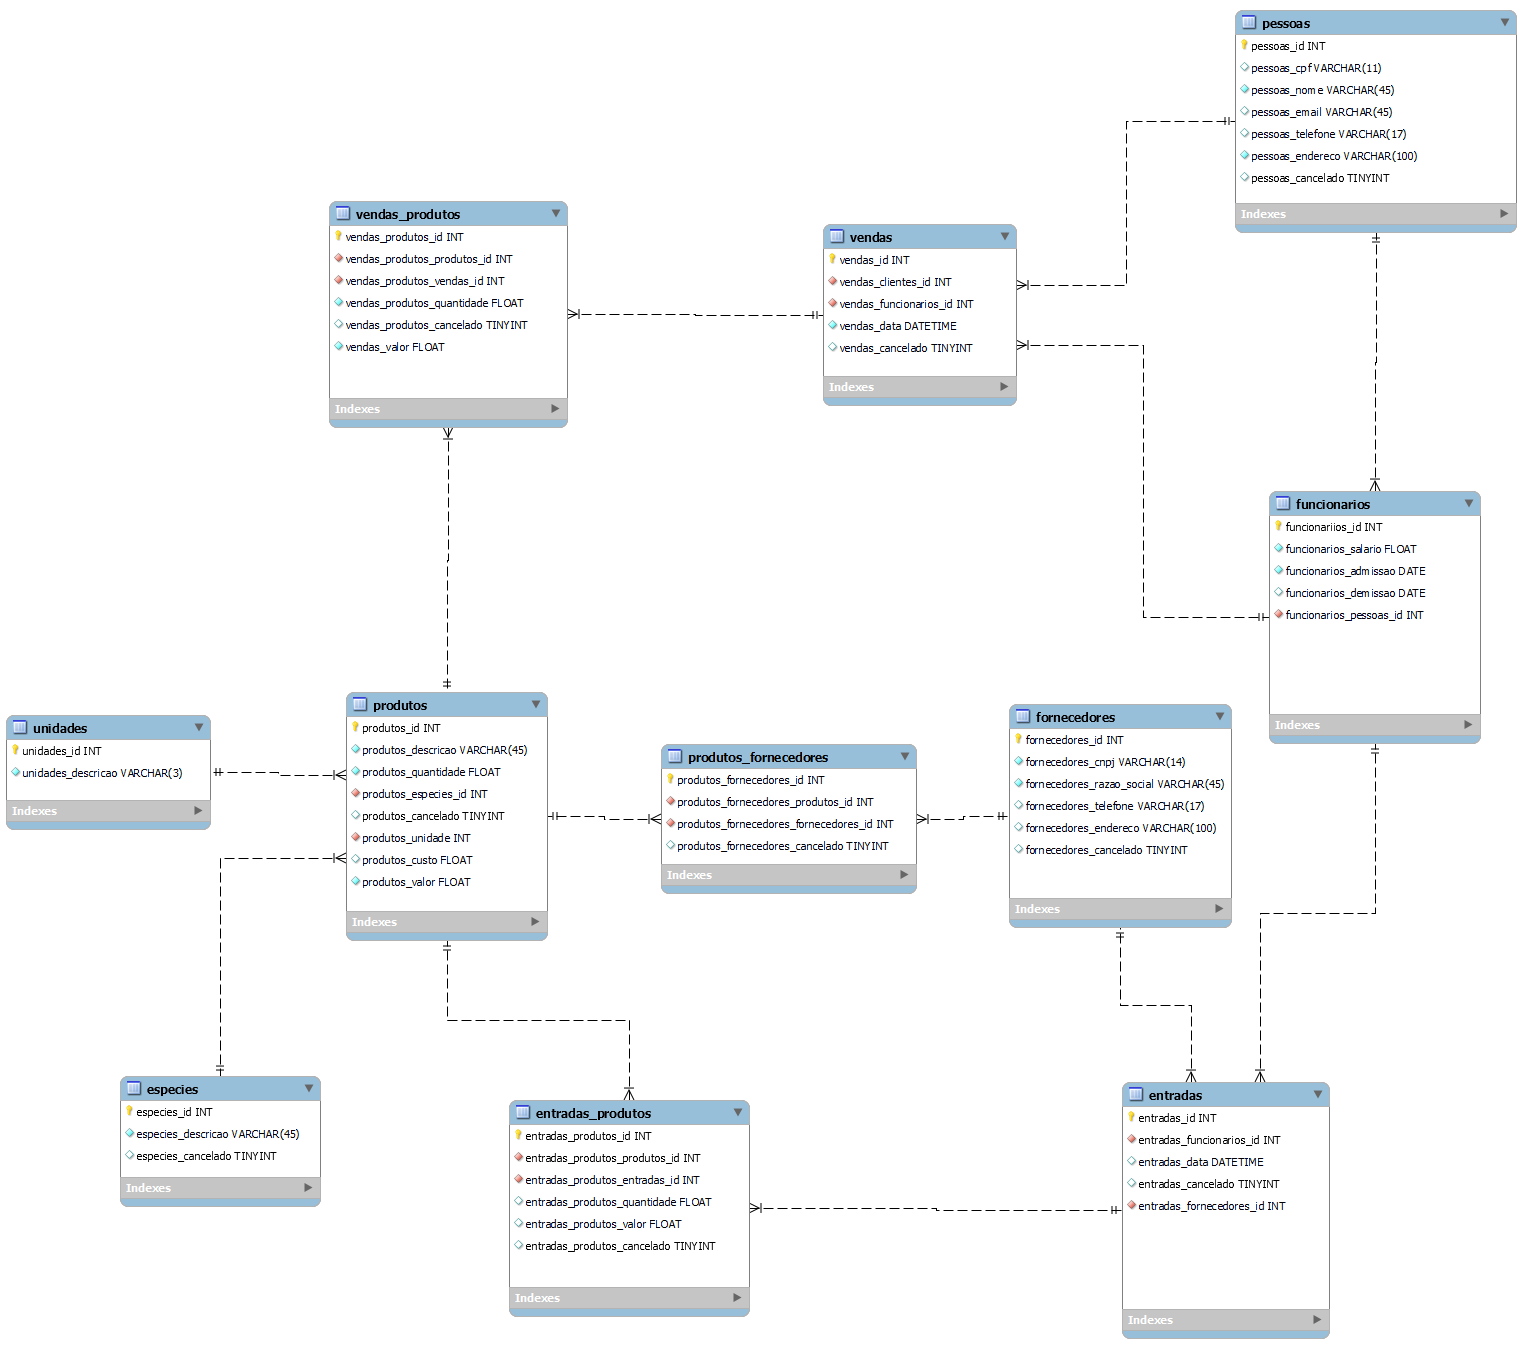 pessoas
pessoas_id INT
pessoas_cpf VARCHAR(11)
pessoas_nome VARCHAR(45)
pessoas_email VARCHAR(45)
pessoas_telefone VARCHAR(17)
pessoas_endereco VARCHAR(100)
pessoas_cancelado TINYINT
Indexes
vendas_produtos
vendas_produtos_id INT
vendas_produtos_produtos_id INT
vendas_produtos_vendas_id INT
vendas_produtos_quantidade FLOAT
vendas_produtos_cancelado TINYINT
vendas_valor FLOAT
Indexes
vendas
vendas_id INT
vendas_clientes_id INT
vendas_funcionarios_id INT
vendas_data DATETIME
vendas_cancelado TINYINT
Indexes
funcionarios
funcionariios_id INT
funcionarios_salario FLOAT
funcionarios_admissao DATE
funcionarios_demissao DATE
funcionarios_pessoas_id INT
Indexes
unidades
unidades_id INT
unidades_descricao VARCHAR(3)
Indexes
produtos
produtos_id INT
produtos_descricao VARCHAR(45)
produtos_quantidade FLOAT
produtos_especies_id INT
produtos_cancelado TINYINT
produtos_unidade INT
produtos_custo FLOAT
produtos_valor FLOAT
Indexes
produtos_fornecedores
produtos_fornecedores_id INT
produtos_fornecedores_produtos_id INT
produtos_fornecedores_fornecedores_id INT
produtos_fornecedores_cancelado TINYINT
Indexes
fornecedores
fornecedores_id INT
fornecedores_cnpj VARCHAR(14)
fornecedores_razao_social VARCHAR(45)
fornecedores_telefone VARCHAR(17)
fornecedores_endereco VARCHAR(100)
fornecedores_cancelado TINYINT
Indexes
especies
especies_id INT
especies_descricao VARCHAR(45)
especies_cancelado TINYINT
Indexes
entradas_produtos
entradas_produtos_id INT
entradas_produtos_produtos_id INT
entradas_produtos_entradas_id INT
entradas_produtos_quantidade FLOAT
entradas_produtos_valor FLOAT
entradas_produtos_cancelado TINYINT
Indexes
entradas
entradas_id INT
entradas_funcionarios_id INT
entradas_data DATETIME
entradas_cancelado TINYINT
entradas_fornecedores_id INT
Indexes